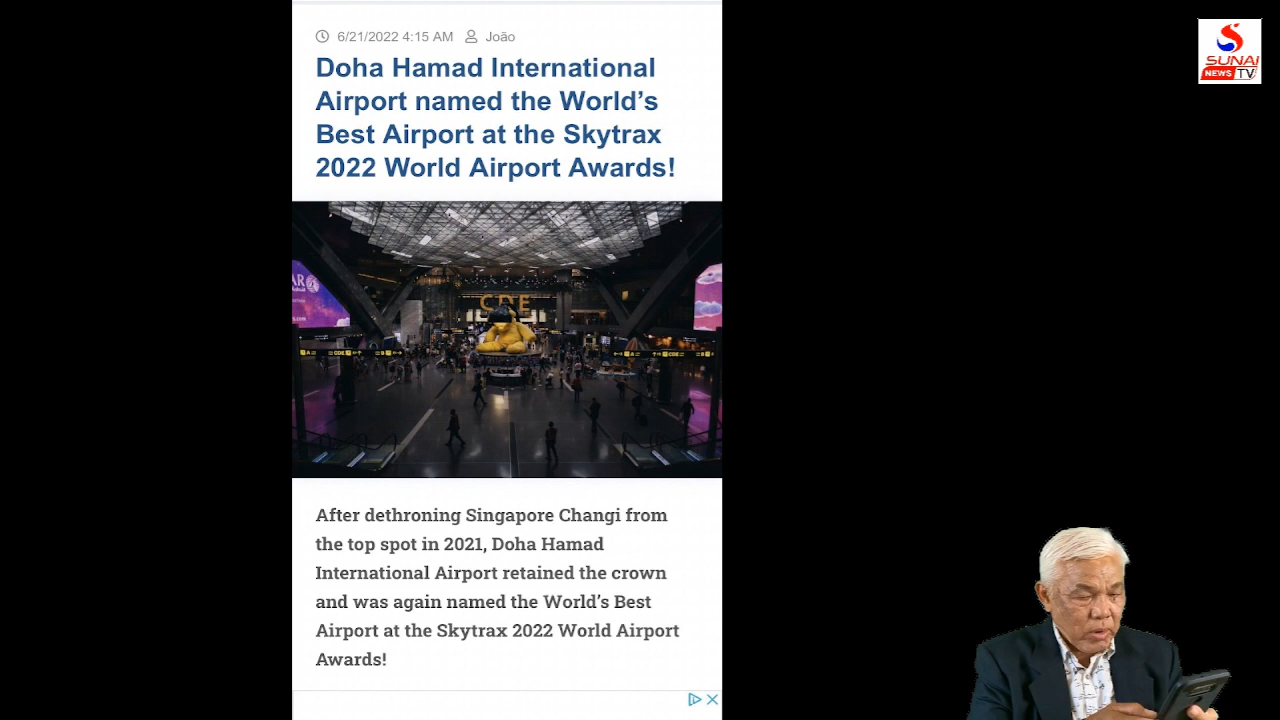 6/21/2022 4:15 AM João
Doha Hamad International
Airport named the World’s
Best Airport at the Skytrax
2022 World Airport Awards!
CDE
After dethroning Singapore Changi from
the top spot in 2021, Doha Hamad
International Airport retained the crown
and was again named the World’s Best
Airport at the Skytrax 2022 World Airport
Awards!
SUNAI
NEWS TV